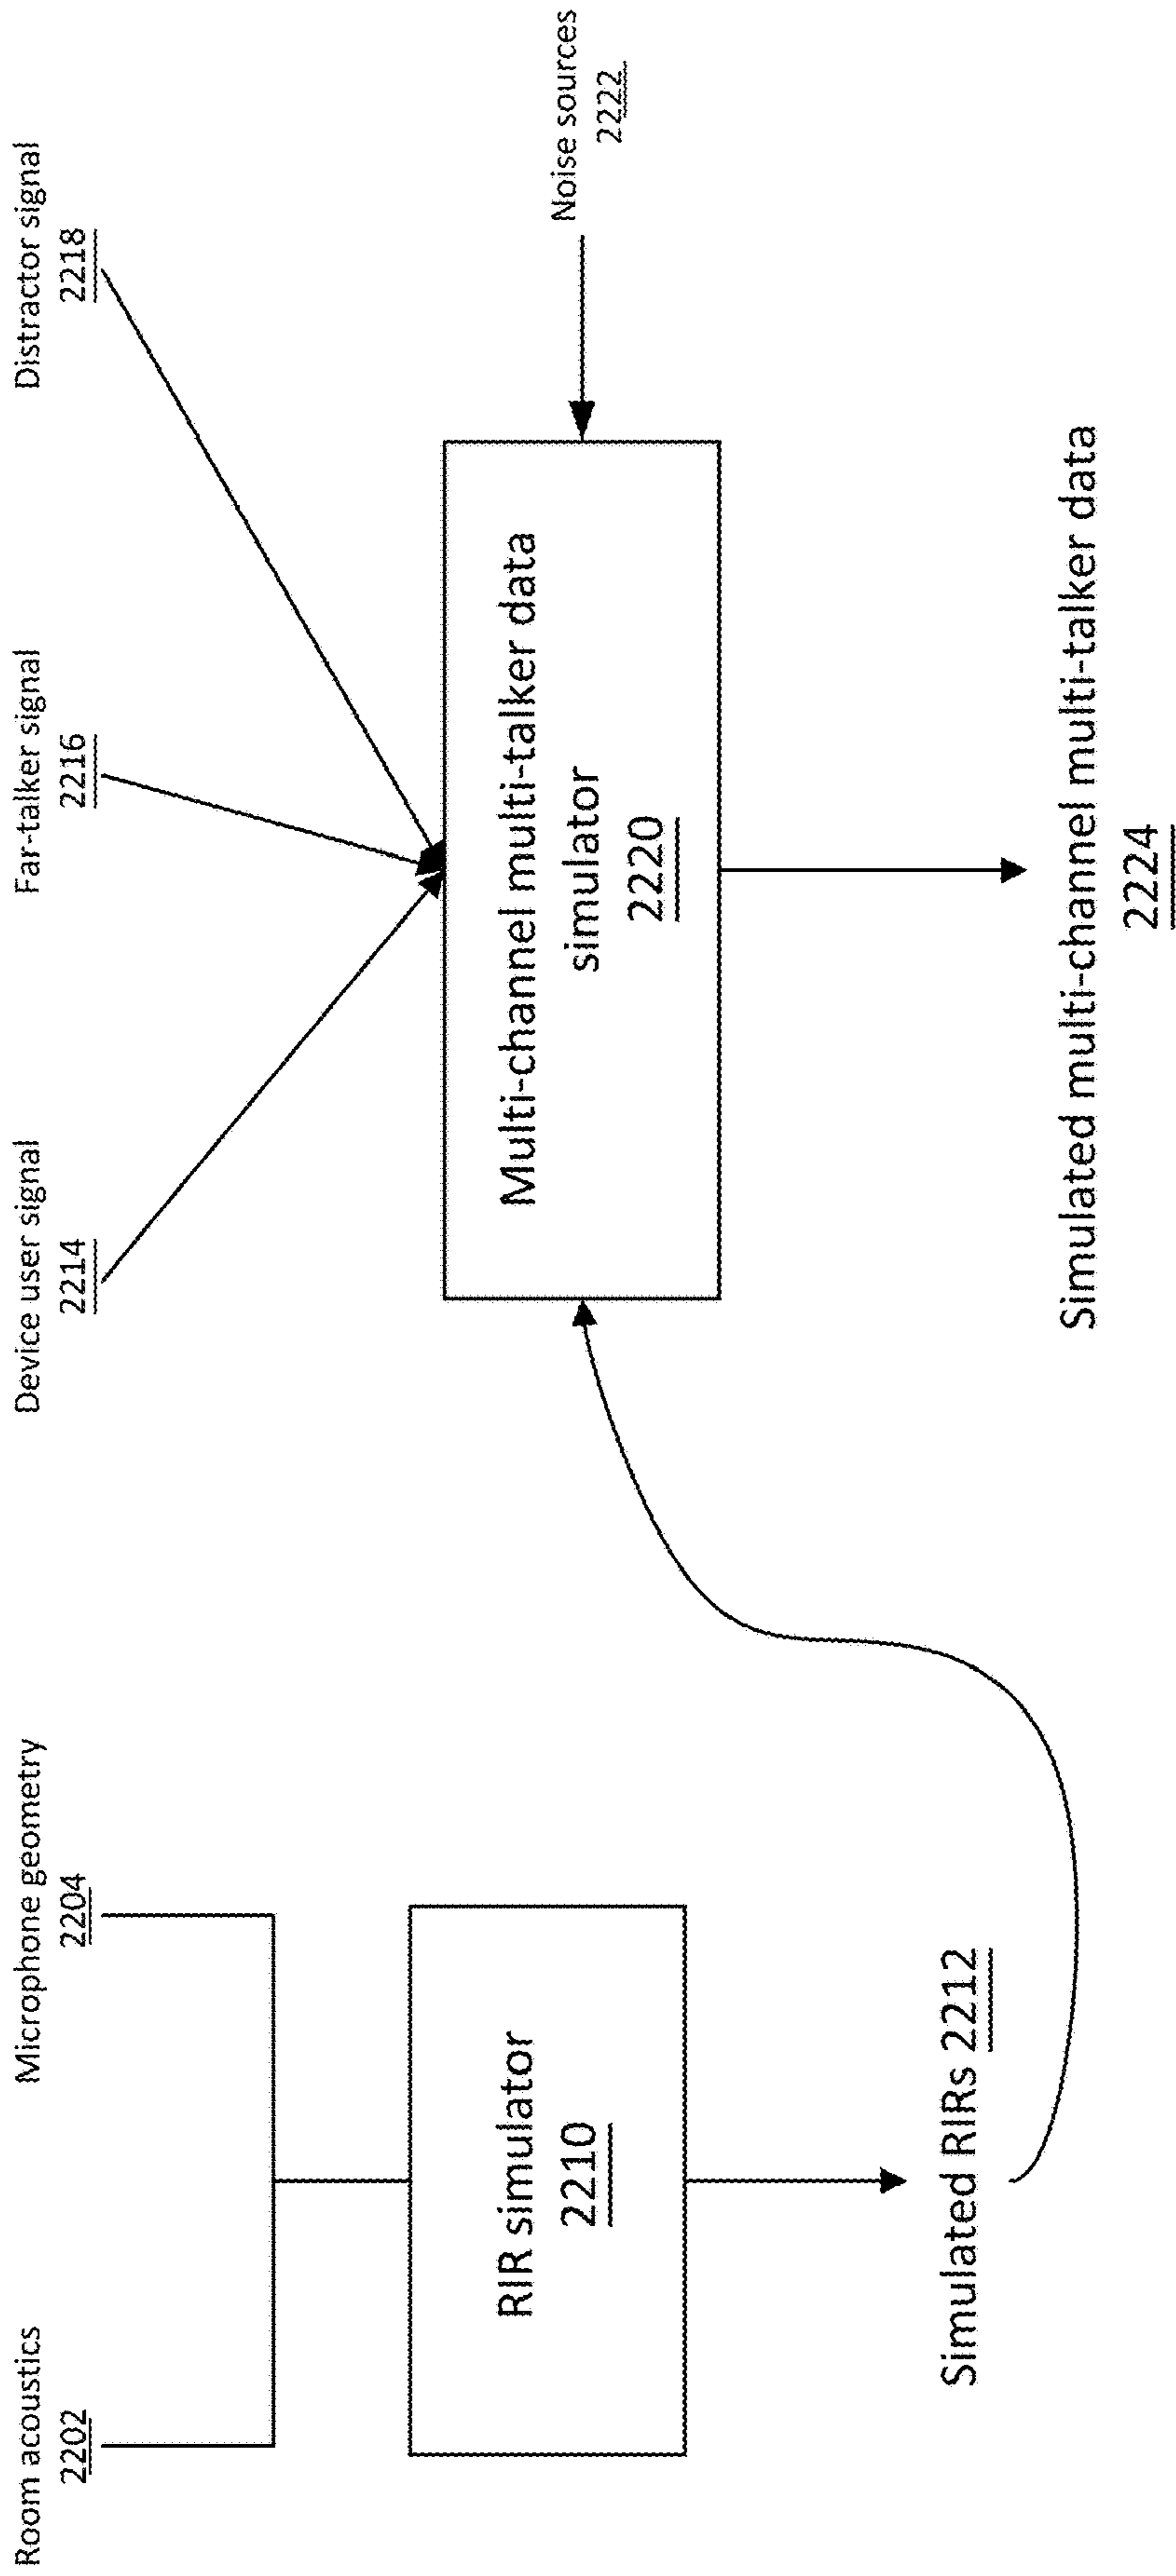 Room acoustics
2202
Microphone geometry
2204
RIR simulator
2210
Simulated RIRs 2212
Device user signal
2214
Far-talker signal
2216
Distractor signal
2218
Multi-channel multi-talker data
simulator
2220
Noise sources
2222
Simulated multi-channel multi-talker data
2224